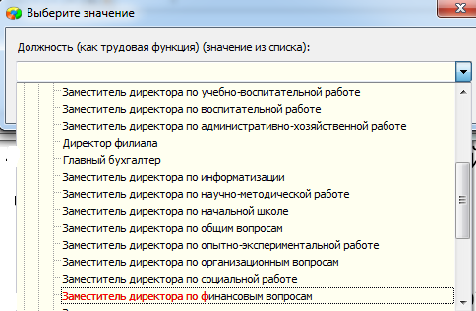 Выберите значение
Должность (как трудовая функция) (значение из списка):
Заместитель директора по учебно-воспитательной работе
Заместитель директора по воспитательной работе
Заместитель директора по административно-хозяйственной работе
Директор филиала
Главный бухгалтер
Заместитель директора по информатизации
Заместитель директора по научно-методической работе
Заместитель директора по начальной школе
Заместитель директора по общим вопросам
Заместитель директора по опытно-экспериментальной работе
Заместитель директора по организационным вопросам
Заместитель директора по социальной работе
Заместитель директора по финансовым вопросам